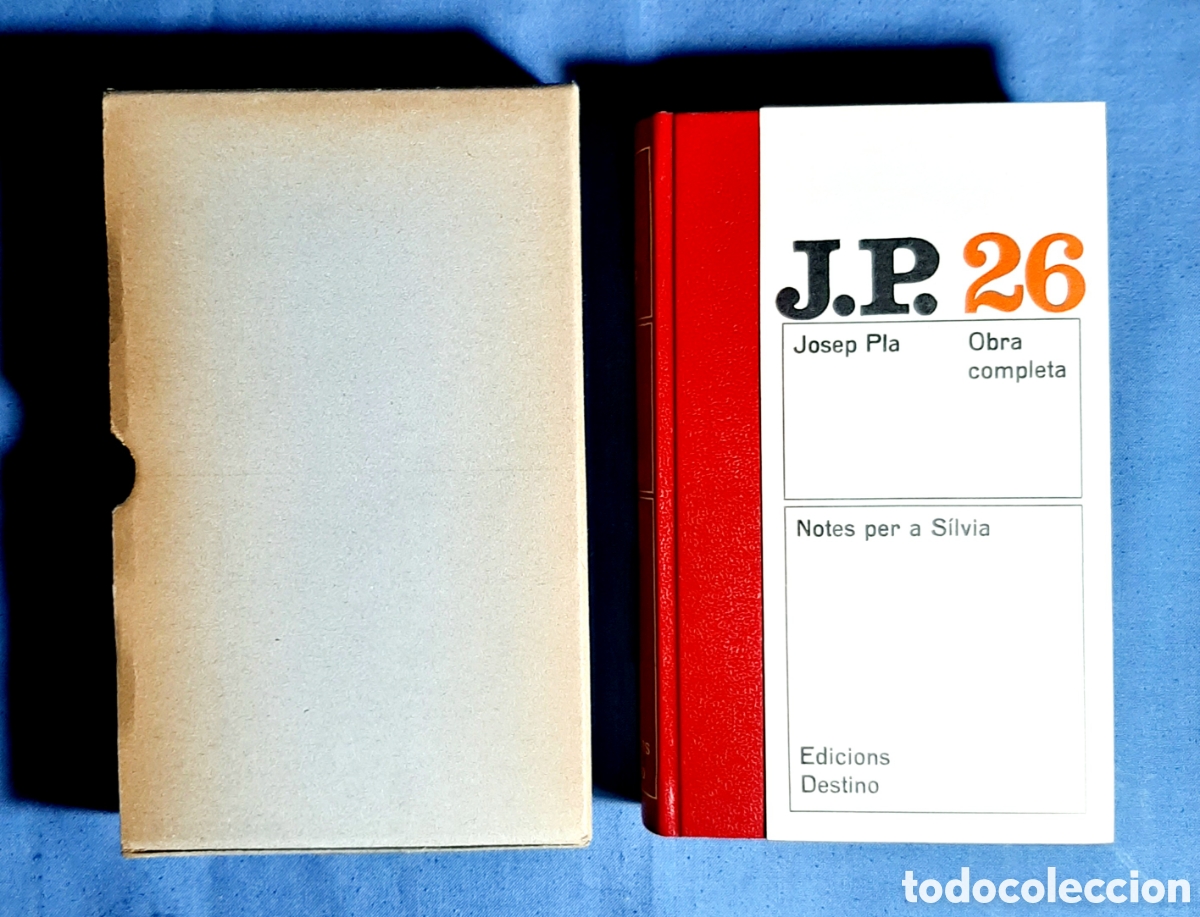 J.P. 26
Josep Pla
Obra
completa
Notes per a Sílvia
Edicions
Destino
todocoleccion